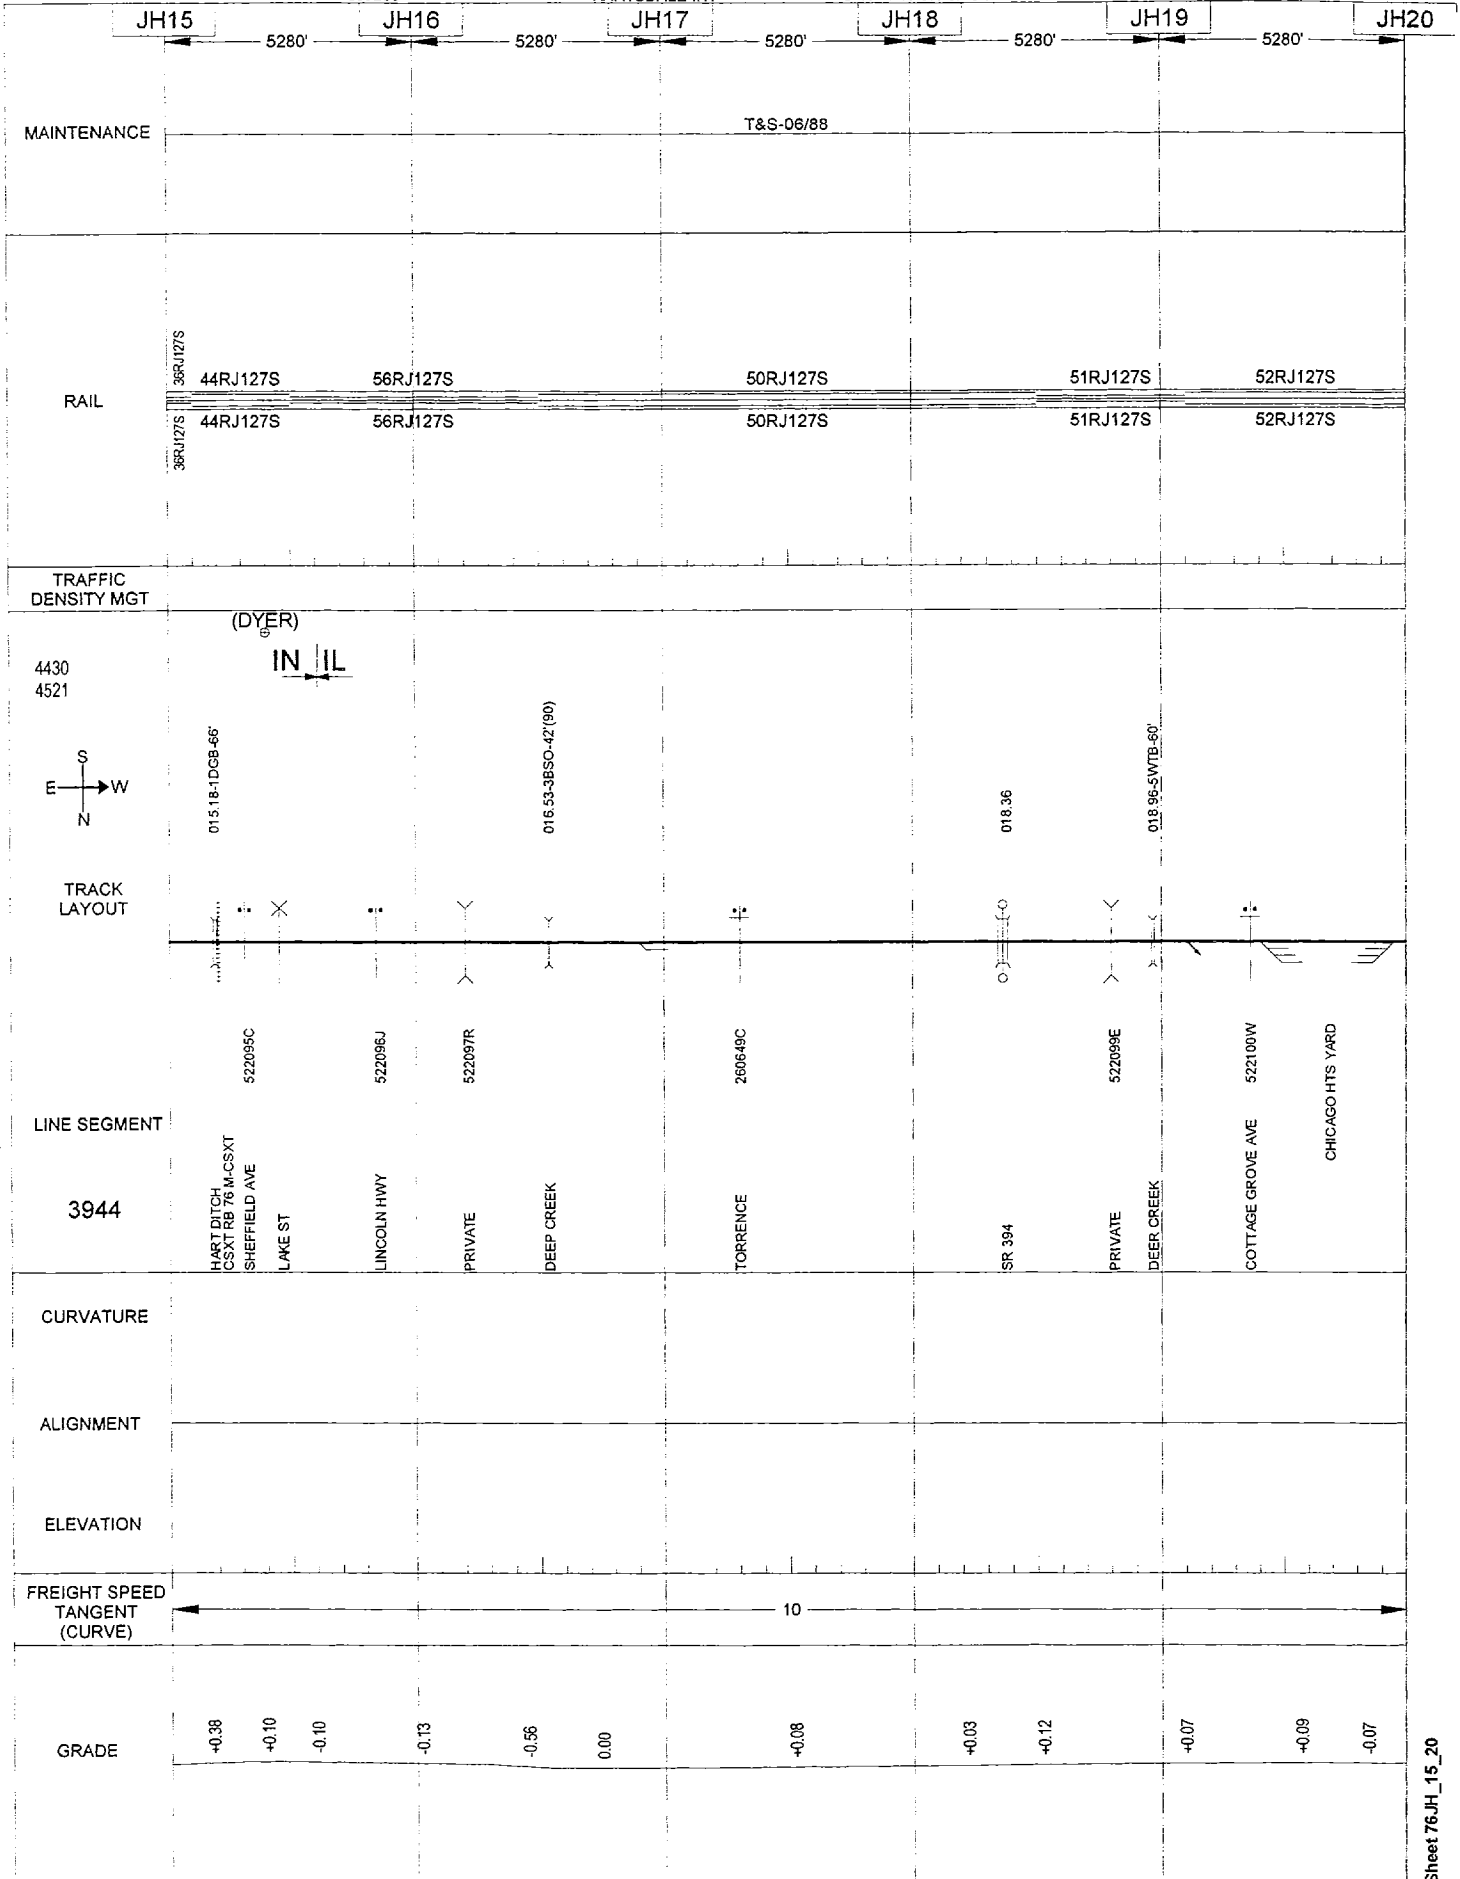 JH15 JH16 JH17 JH18 JH19 JH20
5280' 5280' 5280' 5280' 5280'
MAINTENANCE
T&S-06/88
RAIL
36RJ127S 44RJ127S 56RJ127S 50RJ127S 51RJ127S 52RJ127S
36RJ127S 44RJ127S 56RJ127S 50RJ127S 51RJ127S 52RJ127S
TRAFFIC
DENSITY MGT
(DYER)
IN IL
4430
4521
S
E W
N
015.18-1DGB-66'
016.53-3BSO-42'(90)
018.36
018.96-5WTB-60'
TRACK
LAYOUT
522095C
522096J
522097R
260649C
522099E
522100W
CHICAGO HTS YARD
LINE SEGMENT
3944
HART DITCH
CSXT RB 76 M-CSXT
SHEFFIELD AVE
LAKE ST
LINCOLN HWY
PRIVATE
DEEP CREEK
TORRENCE
SR 394
PRIVATE
DEER CREEK
COTTAGE GROVE AVE
CURVATURE
ALIGNMENT
ELEVATION
FREIGHT SPEED
TANGENT
(CURVE)
10
GRADE
+0.38 +0.10 -0.10 -0.13 -0.56 0.00 +0.08 +0.03 +0.12 +0.07 +0.09 -0.07
Sheet 76JH_15_20